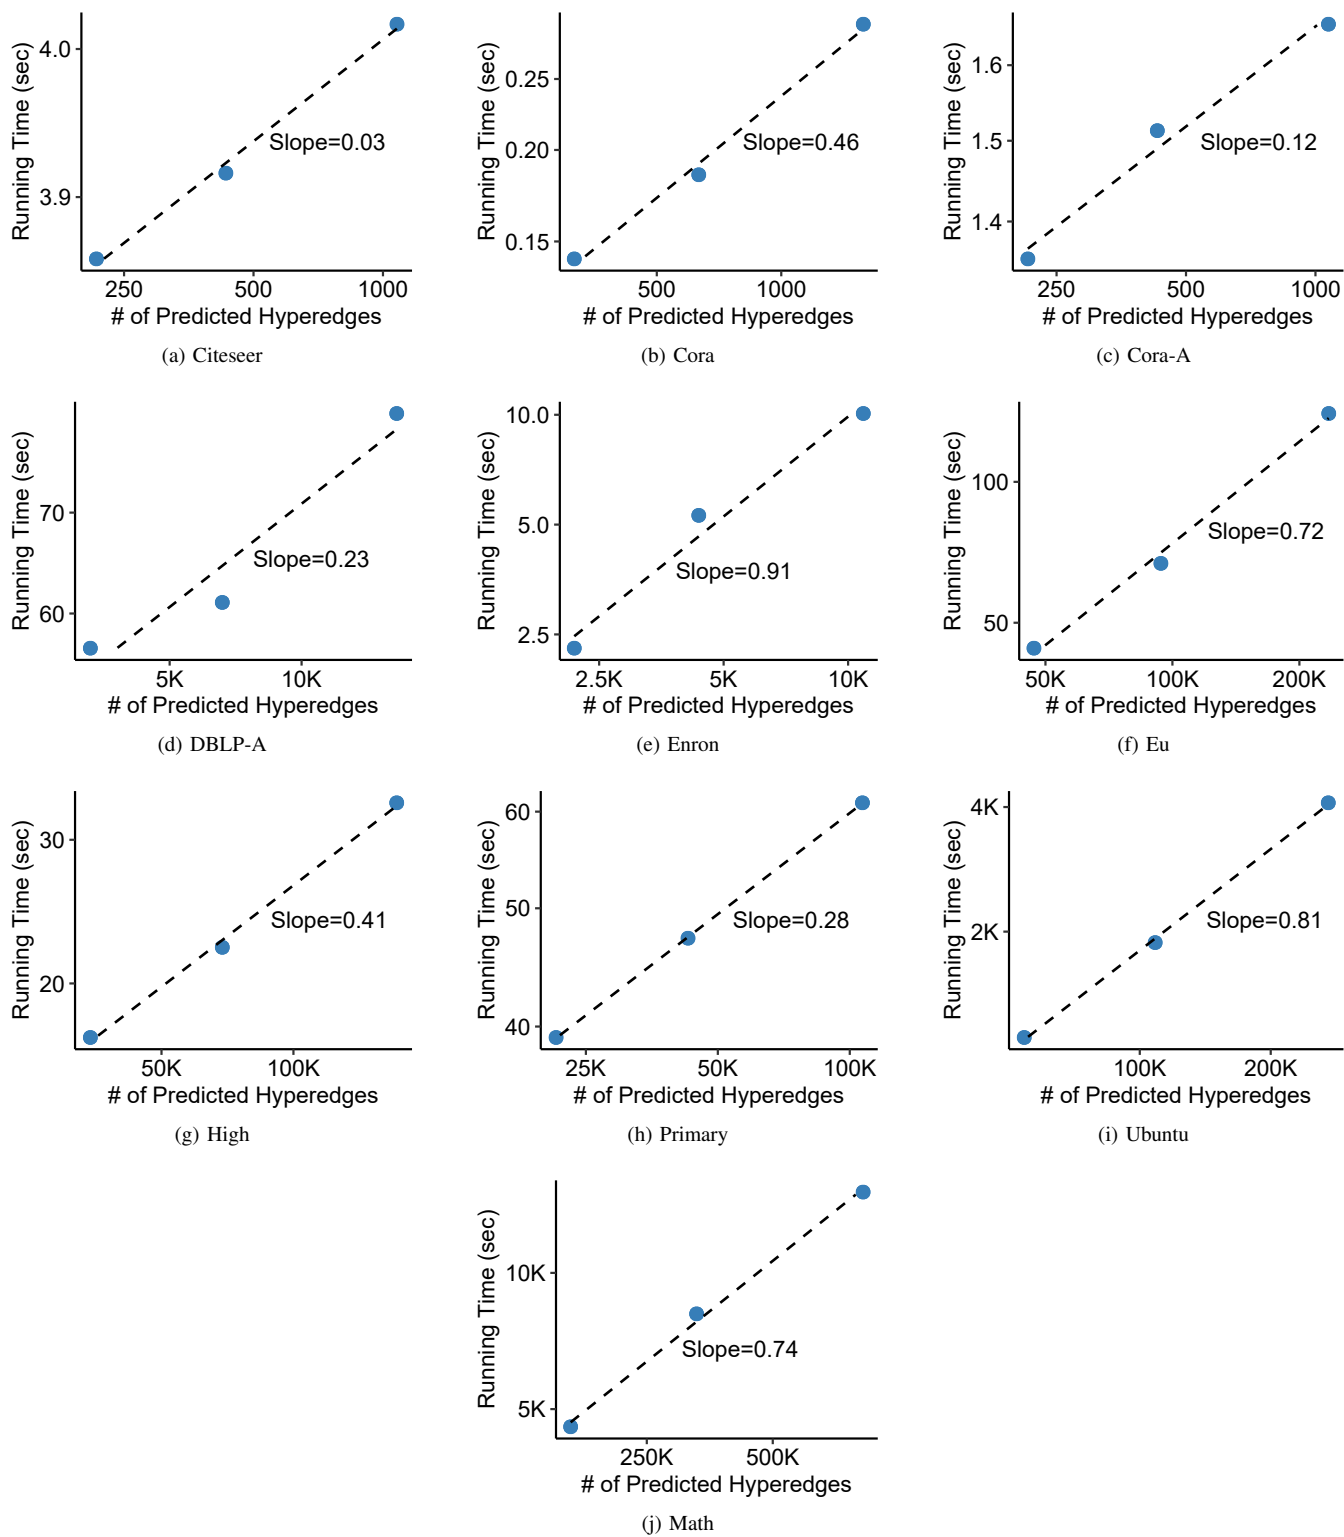 Running Time (sec)
4.0
3.9
Slope=0.03
250 500 1000
# of Predicted Hyperedges
(a) Citeseer
Running Time (sec)
0.25
0.20
0.15
Slope=0.46
500 1000
# of Predicted Hyperedges
(b) Cora
Running Time (sec)
1.6
1.5
1.4
Slope=0.12
250 500 1000
# of Predicted Hyperedges
(c) Cora-A
Running Time (sec)
70
60
Slope=0.23
5K 10K
# of Predicted Hyperedges
(d) DBLP-A
Running Time (sec)
10.0
5.0
2.5
Slope=0.91
2.5K 5K 10K
# of Predicted Hyperedges
(e) Enron
Running Time (sec)
100
50
Slope=0.72
50K 100K 200K
# of Predicted Hyperedges
(f) Eu
Running Time (sec)
30
20
Slope=0.41
50K 100K
# of Predicted Hyperedges
(g) High
Running Time (sec)
60
50
40
Slope=0.28
25K 50K 100K
# of Predicted Hyperedges
(h) Primary
Running Time (sec)
4K
2K
Slope=0.81
100K 200K
# of Predicted Hyperedges
(i) Ubuntu
Running Time (sec)
10K
5K
Slope=0.74
250K 500K
# of Predicted Hyperedges
(j) Math